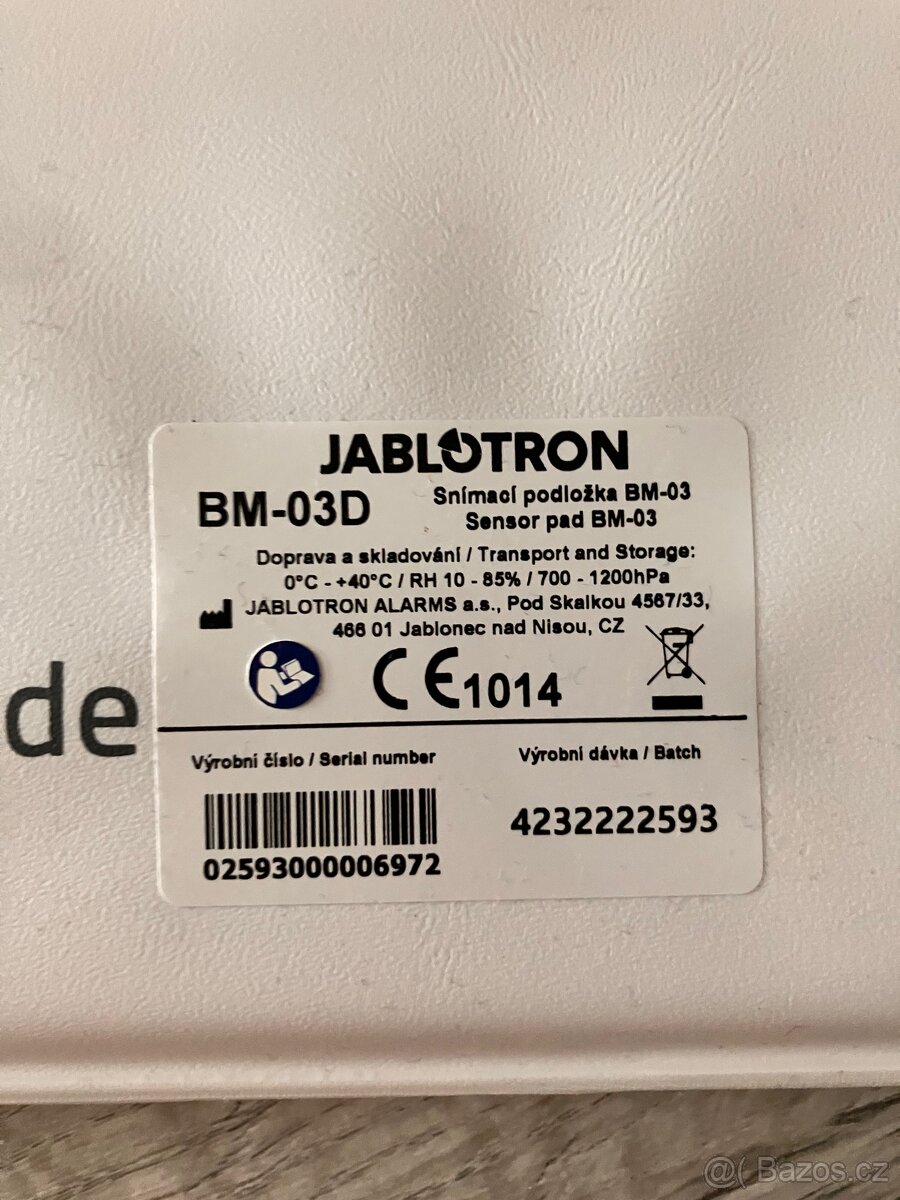 JABLOTRON
BM-03D
Snímací podložka BM-03
Sensor pad BM-03
Doprava a skladování / Transport and Storage:
0°C - +40°C / RH 10 - 85% / 700 - 1200hPa
JABLOTRON ALARMS a.s., Pod Skalkou 4567/33,
466 01 Jablonec nad Nisou, CZ
CE1014
de
Výrobní číslo / Serial number
Výrobní dávka / Batch
02593000006972
4232222593
@( Bazos.cz